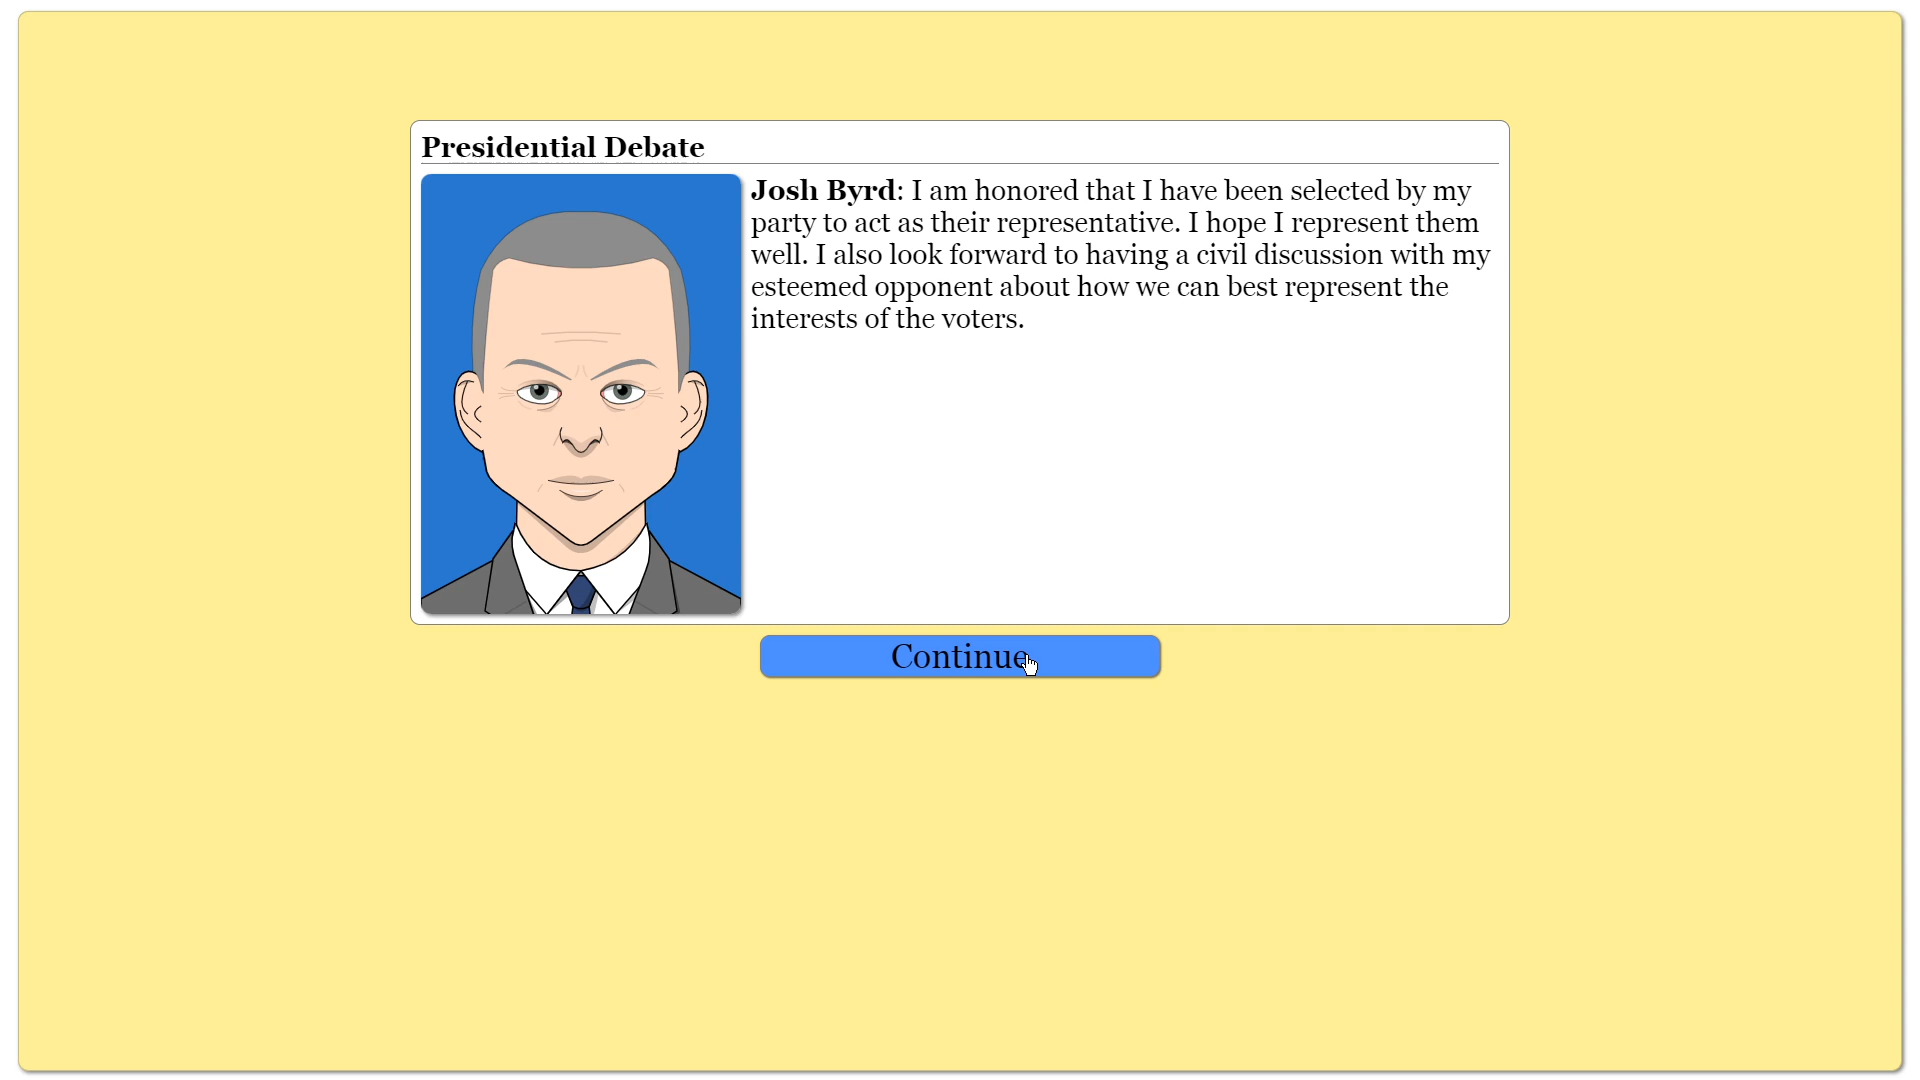 Presidential Debate
Josh Byrd: I am honored that I have been selected by my
party to act as their representative. I hope I represent them
well. I also look forward to having a civil discussion with my
esteemed opponent about how we can best represent the
interests of the voters.
Continue